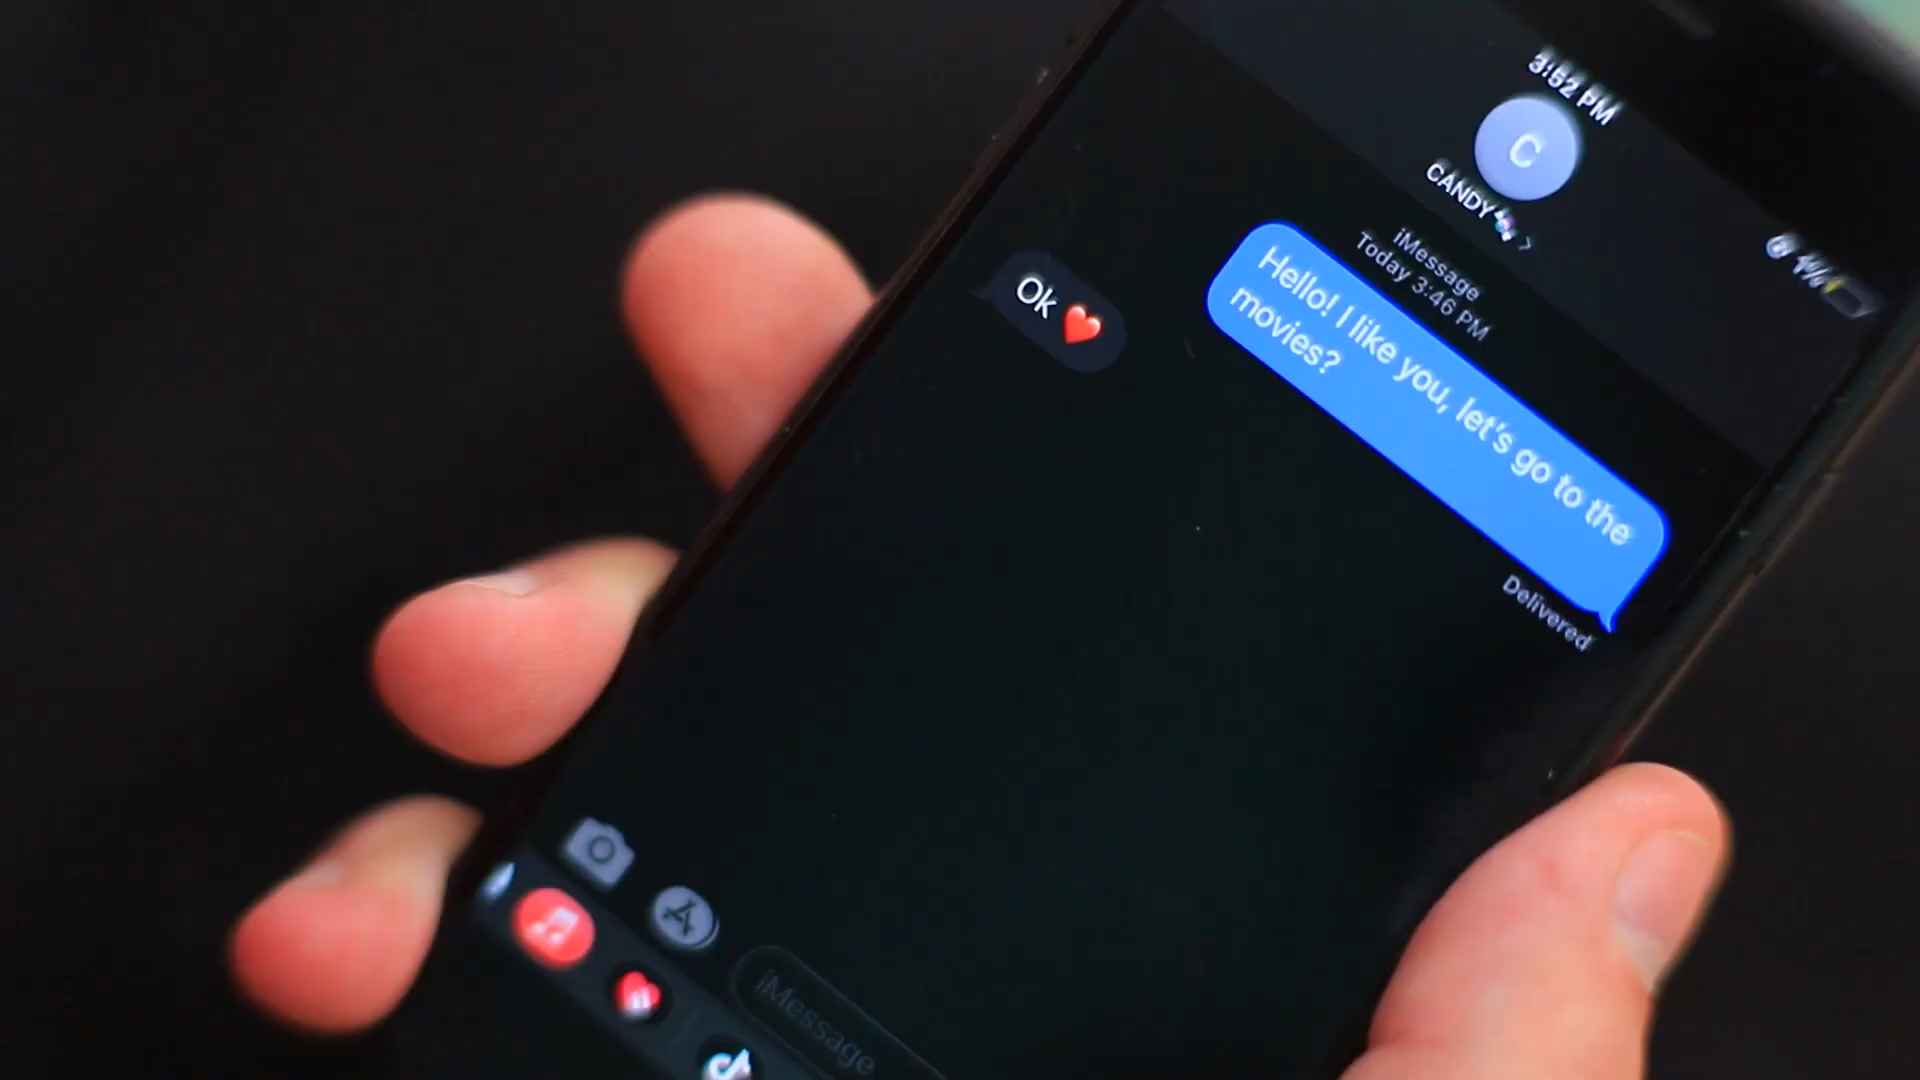 3:52 PM
C
CANDY🍬 >
iMessage
Today 3:46 PM
Hello! I like you, let's go to the
movies?
Delivered
Ok ❤️
iMessage